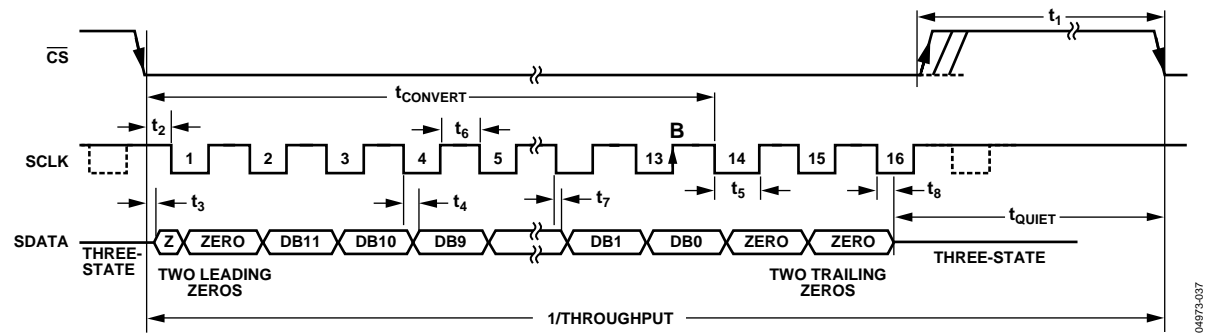 t1
CS
tCONVERT
t2
t6
B
SCLK
1 2 3 4 5 13 14 15 16
t3
t4
t7
t5
t8
tQUIET
SDATA
Z ZERO DB11 DB10 DB9 DB1 DB0 ZERO ZERO
THREE-
STATE
TWO LEADING
ZEROS
TWO TRAILING
ZEROS
THREE-STATE
1/THROUGHPUT
04973-037